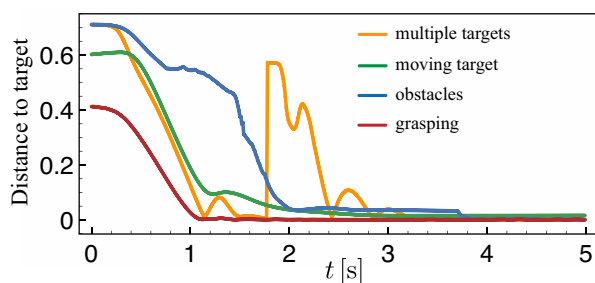 Distance to target
0.6
0.4
0.2
0
multiple targets
moving target
obstacles
grasping
0 1 2 3 4 5
t [s]